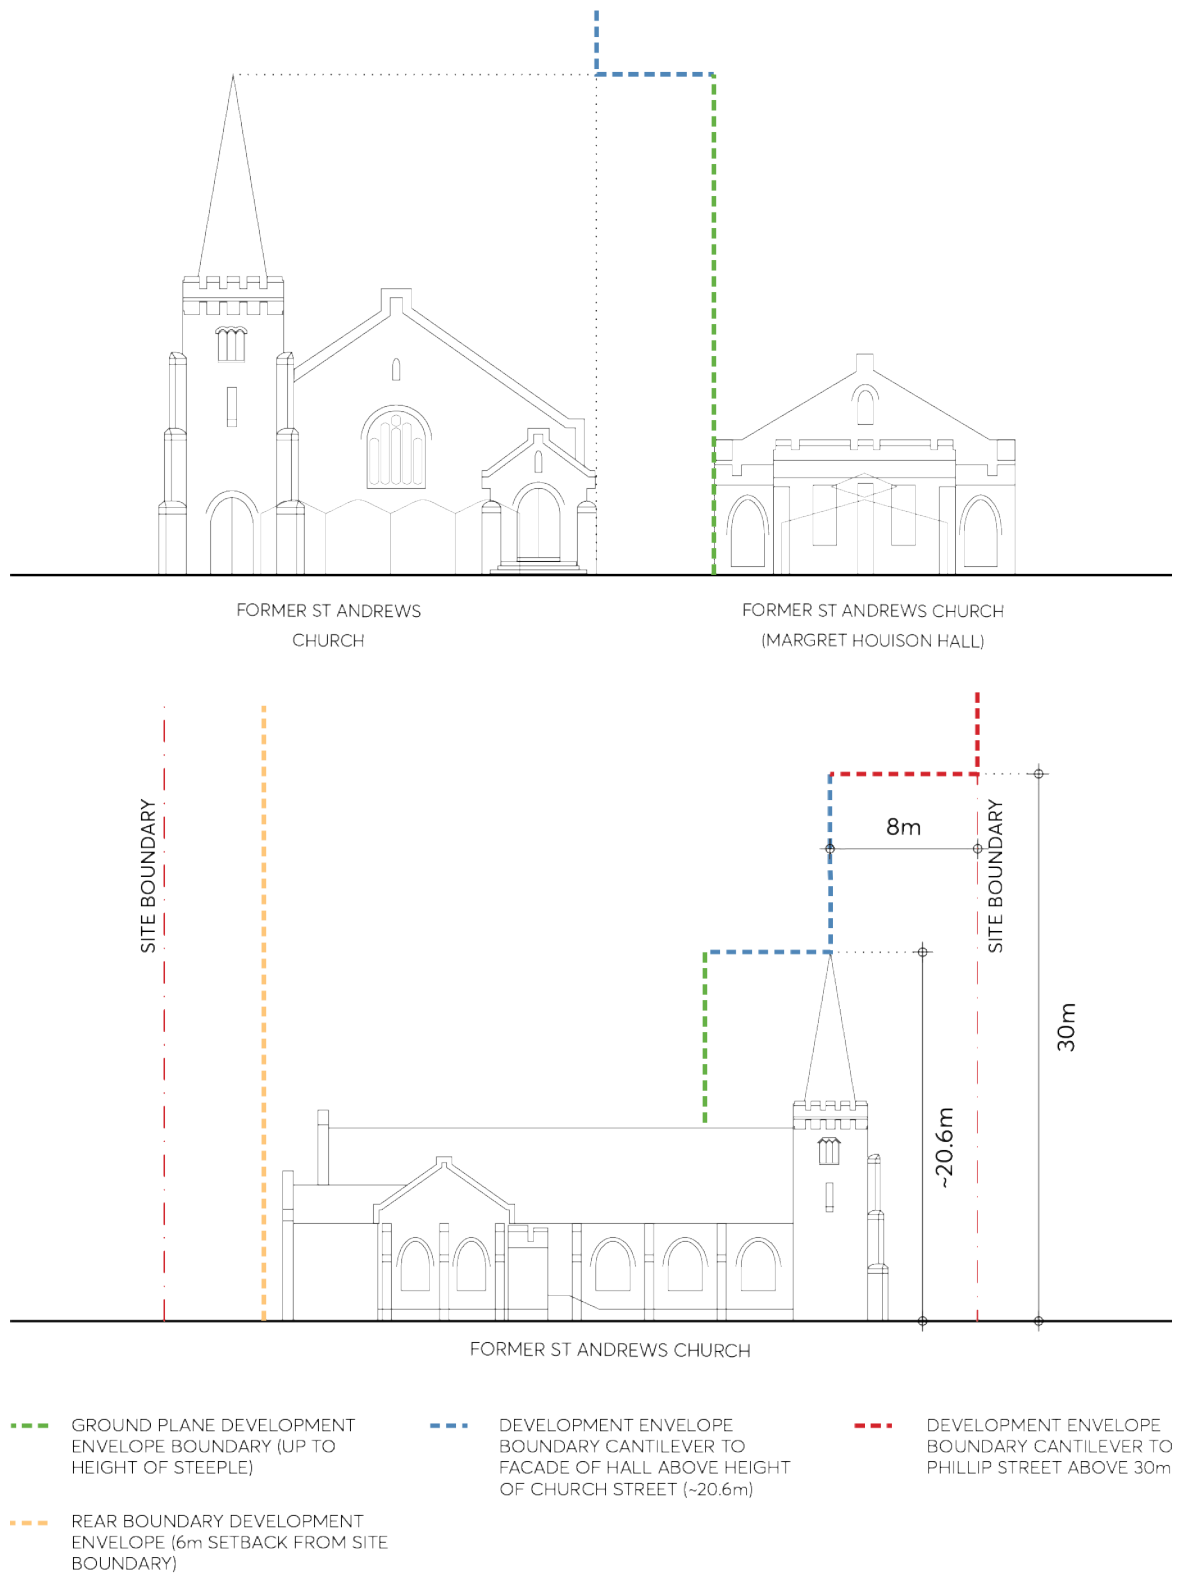 FORMER ST ANDREWS
CHURCH
FORMER ST ANDREWS CHURCH
(MARGRET HOUISON HALL)
SITE BOUNDARY
8m
SITE BOUNDARY
30m
~20.6m
FORMER ST ANDREWS CHURCH
GROUND PLANE DEVELOPMENT
ENVELOPE BOUNDARY (UP TO
HEIGHT OF STEEPLE)
DEVELOPMENT ENVELOPE
BOUNDARY CANTILEVER TO
FACADE OF HALL ABOVE HEIGHT
OF CHURCH STREET (~20.6m)
DEVELOPMENT ENVELOPE
BOUNDARY CANTILEVER TO
PHILLIP STREET ABOVE 30m
REAR BOUNDARY DEVELOPMENT
ENVELOPE (6m SETBACK FROM SITE
BOUNDARY)